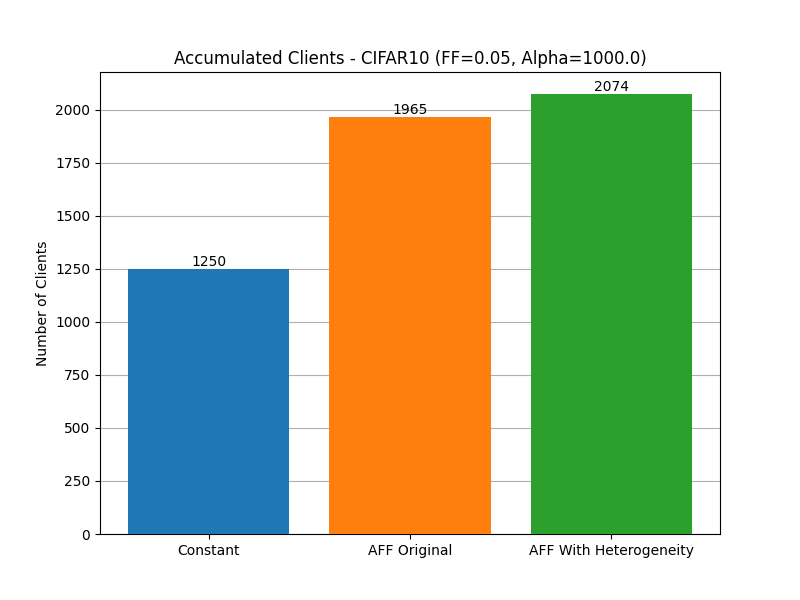 Accumulated Clients - CIFAR10 (FF=0.05, Alpha=1000.0)
Number of Clients
2000
1750
1500
1250
1000
750
500
250
0
1250
1965
2074
Constant
AFF Original
AFF With Heterogeneity